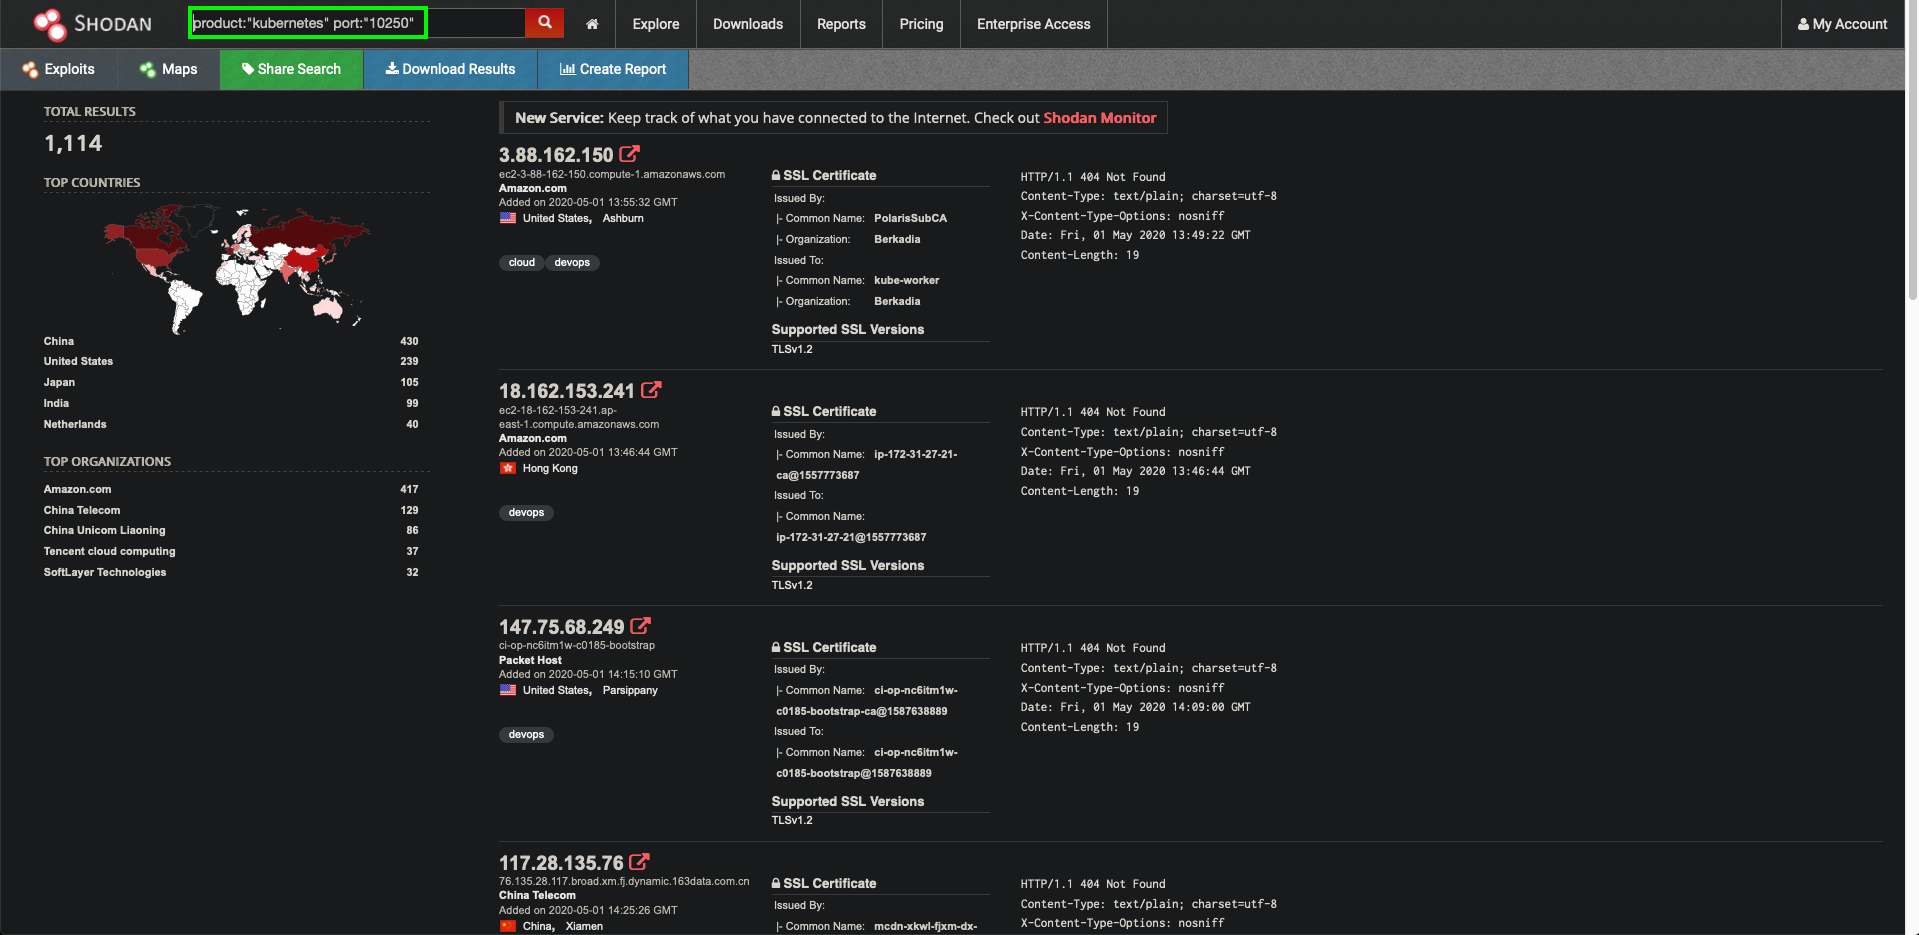 SHODAN
product:"kubernetes" port:"10250"
Explore
Downloads
Reports
Pricing
Enterprise Access
My Account
Exploits
Maps
Share Search
Download Results
Create Report
TOTAL RESULTS
1,114
TOP COUNTRIES
China 430
United States 239
Japan 105
India 99
Netherlands 40
TOP ORGANIZATIONS
Amazon.com 417
China Telecom 129
China Unicom Liaoning 86
Tencent cloud computing 37
SoftLayer Technologies 32
New Service: Keep track of what you have connected to the Internet. Check out Shodan Monitor
3.88.162.150
ec2-3-88-162-150.compute-1.amazonaws.com
Amazon.com
Added on 2020-05-01 13:55:32 GMT
United States, Ashburn
cloud devops
SSL Certificate
Issued By:
|- Common Name: PolarisSubCA
|- Organization: Berkadia
Issued To:
|- Common Name: kube-worker
|- Organization: Berkadia
Supported SSL Versions
TLSv1.2
HTTP/1.1 404 Not Found
Content-Type: text/plain; charset=utf-8
X-Content-Type-Options: nosniff
Date: Fri, 01 May 2020 13:49:22 GMT
Content-Length: 19
18.162.153.241
ec2-18-162-153-241.ap-
east-1.compute.amazonaws.com
Amazon.com
Added on 2020-05-01 13:46:44 GMT
Hong Kong
devops
SSL Certificate
Issued By:
|- Common Name: ip-172-31-27-21-
ca@1557773687
Issued To:
|- Common Name:
ip-172-31-27-21@1557773687
Supported SSL Versions
TLSv1.2
HTTP/1.1 404 Not Found
Content-Type: text/plain; charset=utf-8
X-Content-Type-Options: nosniff
Date: Fri, 01 May 2020 13:46:44 GMT
Content-Length: 19
147.75.68.249
ci-op-nc6itm1w-c0185-bootstrap
Packet Host
Added on 2020-05-01 14:15:10 GMT
United States, Parsippany
devops
SSL Certificate
Issued By:
|- Common Name: ci-op-nc6itm1w-
c0185-bootstrap-ca@1587638889
Issued To:
|- Common Name: ci-op-nc6itm1w-
c0185-bootstrap@1587638889
Supported SSL Versions
TLSv1.2
HTTP/1.1 404 Not Found
Content-Type: text/plain; charset=utf-8
X-Content-Type-Options: nosniff
Date: Fri, 01 May 2020 14:09:00 GMT
Content-Length: 19
117.28.135.76
76.135.28.117.broad.xm.fj.dynamic.163data.com.cn
China Telecom
Added on 2020-05-01 14:25:26 GMT
China, Xiamen
SSL Certificate
Issued By:
|- Common Name: mcdn-xkwl-fjxm-dx-
HTTP/1.1 404 Not Found
Content-Type: text/plain; charset=utf-8
X-Content-Type-Options: nosniff